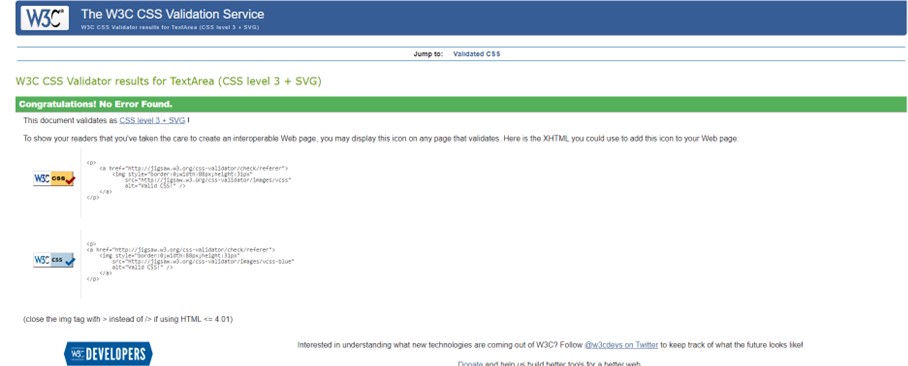 W3C®
The W3C CSS Validation Service
W3C CSS Validator results for TextArea (CSS level 3 + SVG)
Jump to: Validated CSS
W3C CSS Validator results for TextArea (CSS level 3 + SVG)
Congratulations! No Error Found.
This document validates as CSS level 3 + SVG !
To show your readers that you've taken the care to create an interoperable Web page, you may display this icon on any page that validates. Here is the XHTML you could use to add this icon to your Web page:
W3C css
<p>
<a href="http://jigsaw.w3.org/css-validator/check/referer">
<img style="border:0;width:88px;height:31px"
src="http://jigsaw.w3.org/css-validator/images/vcss"
alt="Valid CSS!" />
</a>
</p>
W3C css
<p>
<a href="http://jigsaw.w3.org/css-validator/check/referer">
<img style="border:0;width:88px;height:31px"
src="http://jigsaw.w3.org/css-validator/images/vcss-blue"
alt="Valid CSS!" />
</a>
</p>
(close the img tag with > instead of /> if using HTML <= 4.01)
W3C DEVELOPERS
Interested in understanding what new technologies are coming out of W3C? Follow @w3cdevs on Twitter to keep track of what the future looks like!
Donate and help us build better tools for a better web.